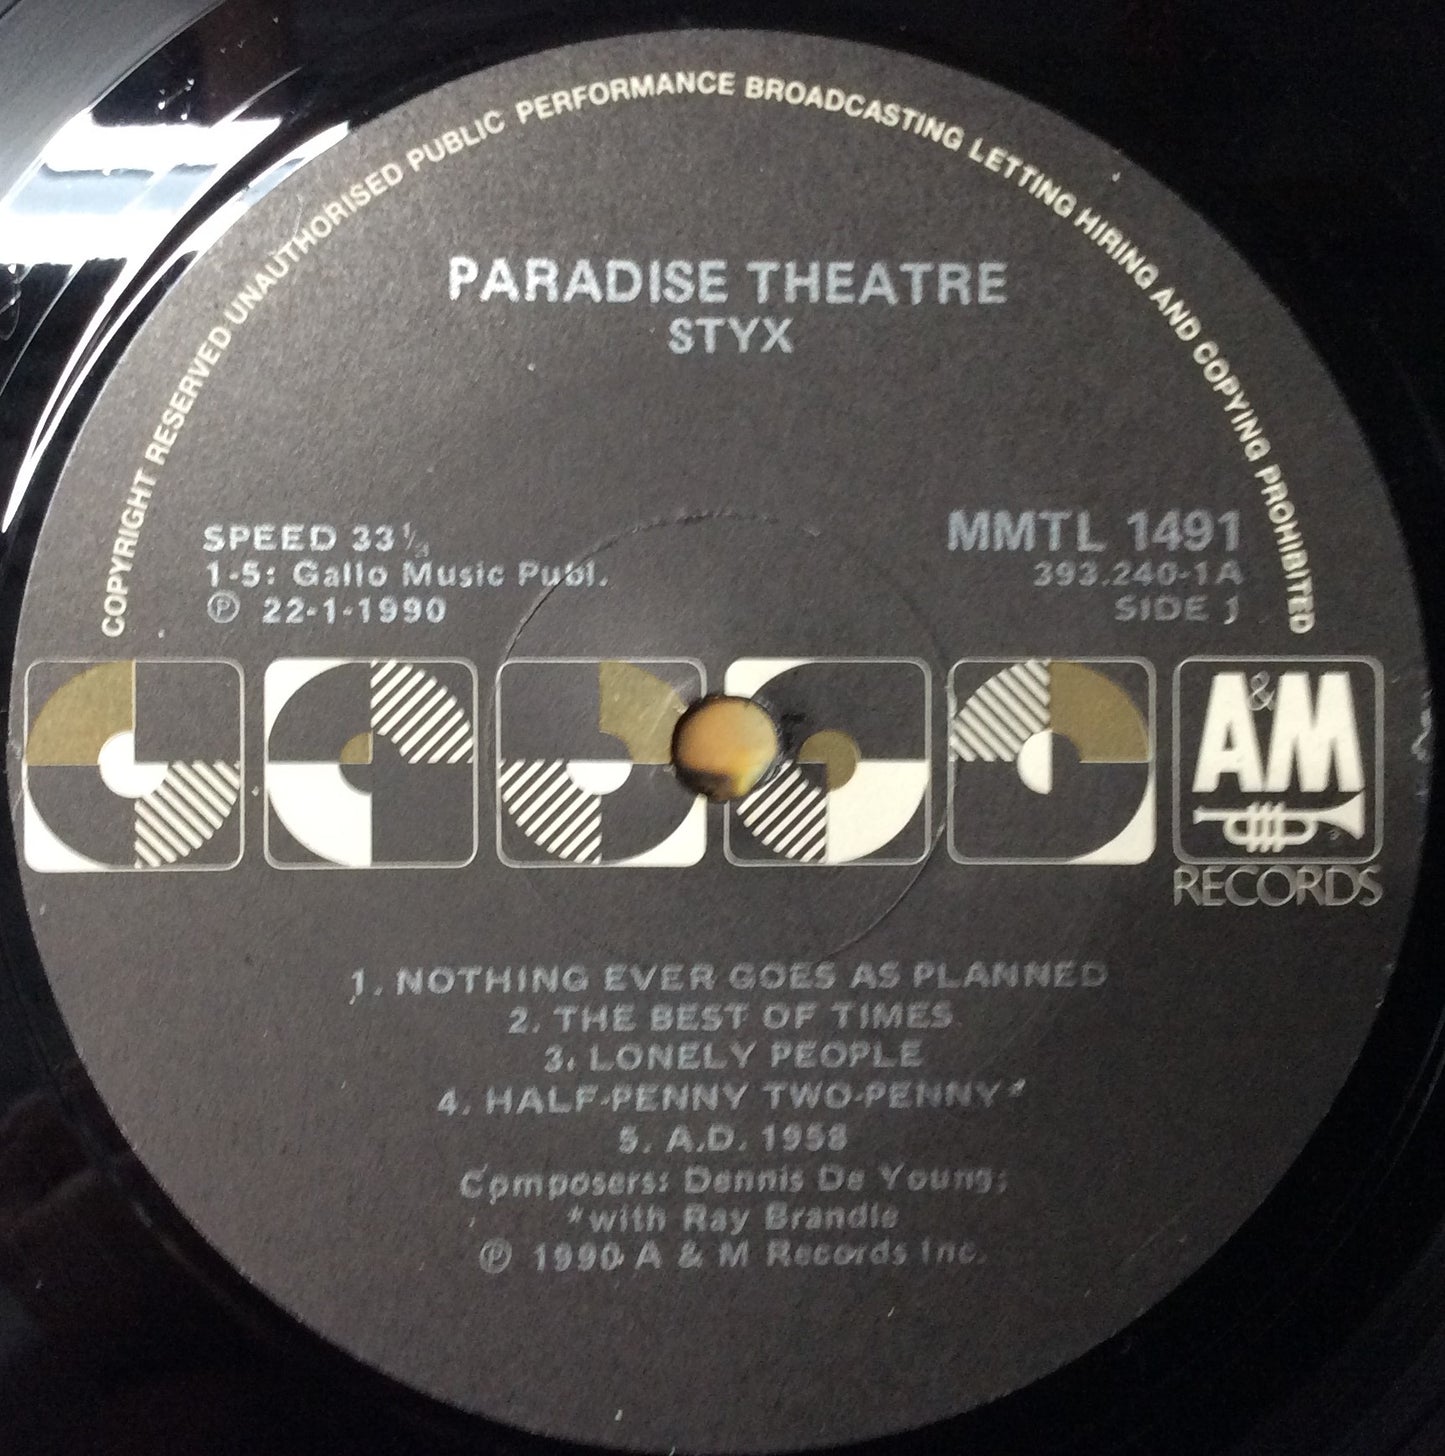 COPYRIGHT RESERVED UNAUTHORISED PUBLIC PERFORMANCE BROADCASTING LETTING HIRING AND COPYING PROHIBITED
PARADISE THEATRE
STYX
SPEED 33⅓
1-5: Gallo Music Publ.
℗ 22-1-1990
MMTL 1491
393.240-1A
SIDE 1
A&M
RECORDS
1. NOTHING EVER GOES AS PLANNED
2. THE BEST OF TIMES
3. LONELY PEOPLE
4. HALF-PENNY TWO-PENNY*
5. A.D. 1958
Composers: Dennis De Young;
*with Ray Brandle
℗ 1990 A & M Records Inc.